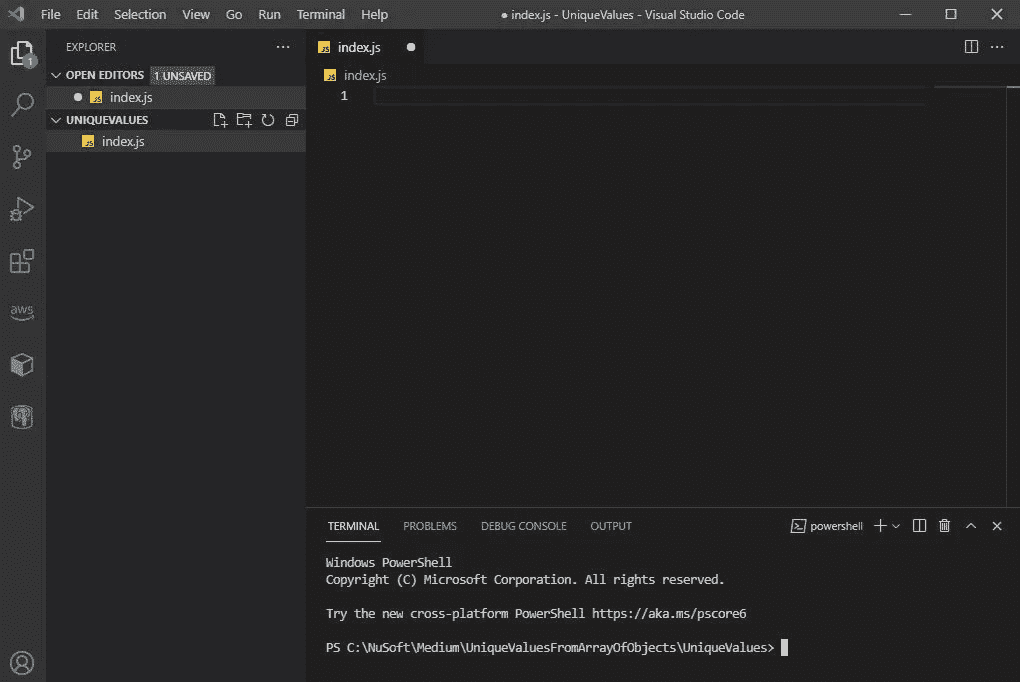 File Edit Selection View Go Run Terminal Help ● index.js - UniqueValues - Visual Studio Code
EXPLORER
index.js
1
OPEN EDITORS 1 UNSAVED
JS index.js
JS index.js
JS index.js
1
UNIQUEVALUES
JS index.js
aws
TERMINAL PROBLEMS DEBUG CONSOLE OUTPUT powershell
Windows PowerShell
Copyright (C) Microsoft Corporation. All rights reserved.
Try the new cross-platform PowerShell https://aka.ms/pscore6
PS C:\NuSoft\Medium\UniqueValuesFromArrayOfObjects\UniqueValues>